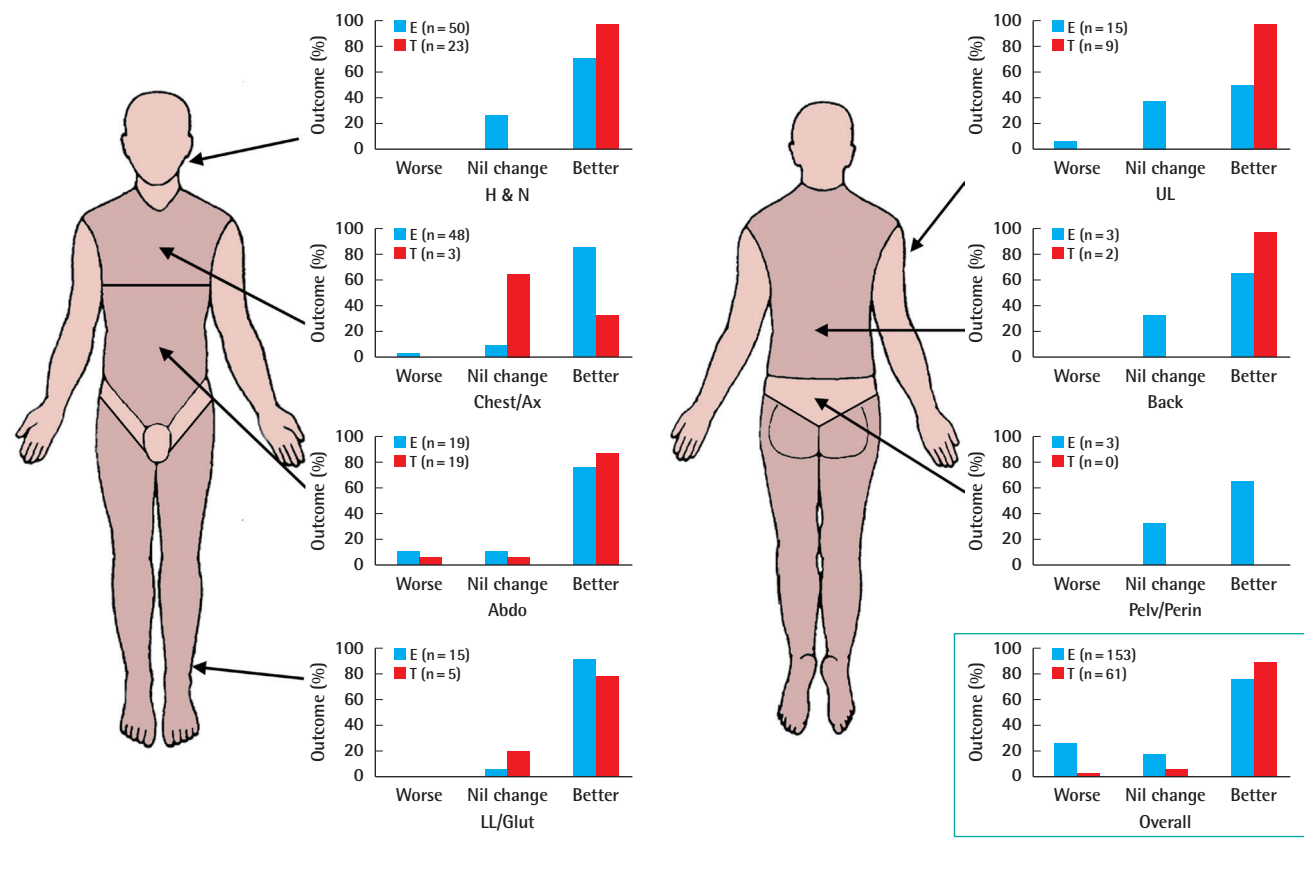 Outcome (%)
100
80
60
40
20
0
E (n=50)
T (n=23)
Worse Nil change Better
H & N
Outcome (%)
100
80
60
40
20
0
E (n=48)
T (n=3)
Worse Nil change Better
Chest/Ax
Outcome (%)
100
80
60
40
20
0
E (n=19)
T (n=19)
Worse Nil change Better
Abdo
Outcome (%)
100
80
60
40
20
0
E (n=15)
T (n=5)
Worse Nil change Better
LL/Glut
Outcome (%)
100
80
60
40
20
0
E (n=15)
T (n=9)
Worse Nil change Better
UL
Outcome (%)
100
80
60
40
20
0
E (n=3)
T (n=2)
Worse Nil change Better
Back
Outcome (%)
100
80
60
40
20
0
E (n=3)
T (n=0)
Worse Nil change Better
Pelv/Perin
Outcome (%)
100
80
60
40
20
0
E (n=153)
T (n=61)
Worse Nil change Better
Overall